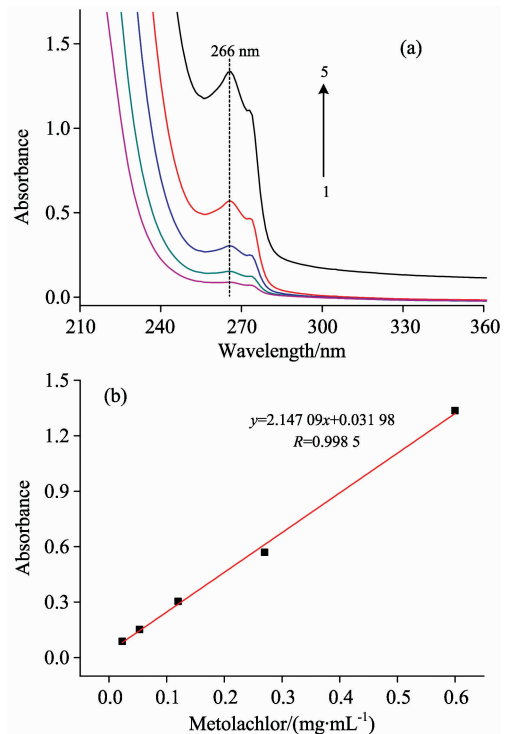 (a)
266 nm
5
1
1.5
1.0
0.5
0.0
Absorbance
210 240 270 300 330 360
Wavelength/nm
(b)
y=2.147 09x+0.031 98
R=0.998 5
1.5
1.2
0.9
0.6
0.3
0.0
Absorbance
0.0 0.1 0.2 0.3 0.4 0.5 0.6
Metolachlor/(mg·mL⁻¹)